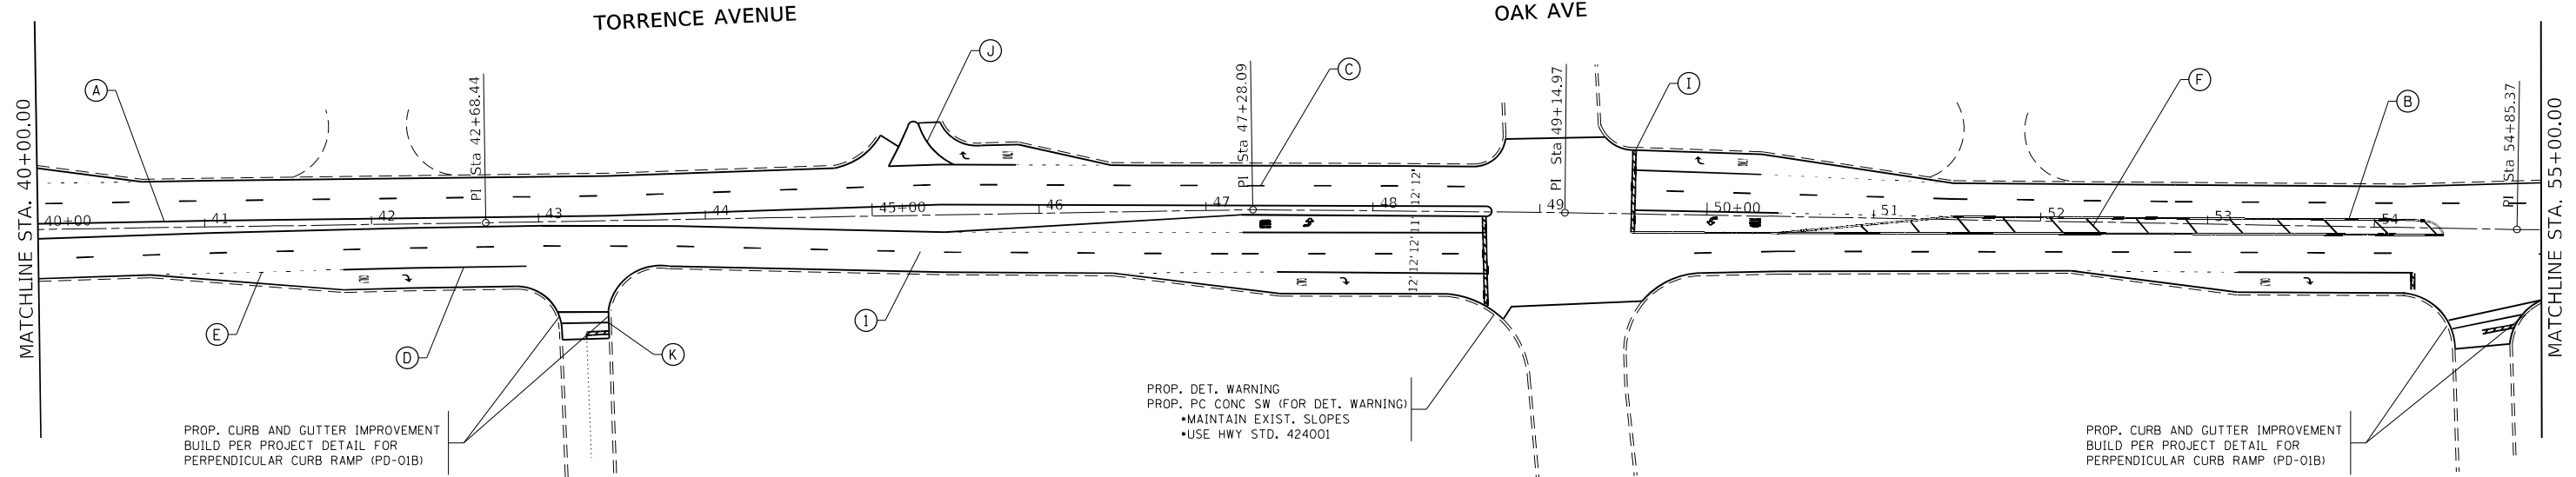 TORRENCE AVENUE
OAK AVE
MATCHLINE STA. 40+00.00
A
PI Sta 42+68.44
J
PI Sta 47+28.09
C
PI Sta 49+14.97
I
F
B
PI Sta 54+85.37
MATCHLINE STA. 55+00.00
40+00
41
42
43
44
45+00
46
47
48
49
50+00
51
52
53
54
12' 12' 12' 11' 12' 12'
E
D
K
1
PROP. CURB AND GUTTER IMPROVEMENT
BUILD PER PROJECT DETAIL FOR
PERPENDICULAR CURB RAMP (PD-01B)
PROP. DET. WARNING
PROP. PC CONC SW (FOR DET. WARNING)
•MAINTAIN EXIST. SLOPES
•USE HWY STD. 424001
PROP. CURB AND GUTTER IMPROVEMENT
BUILD PER PROJECT DETAIL FOR
PERPENDICULAR CURB RAMP (PD-01B)